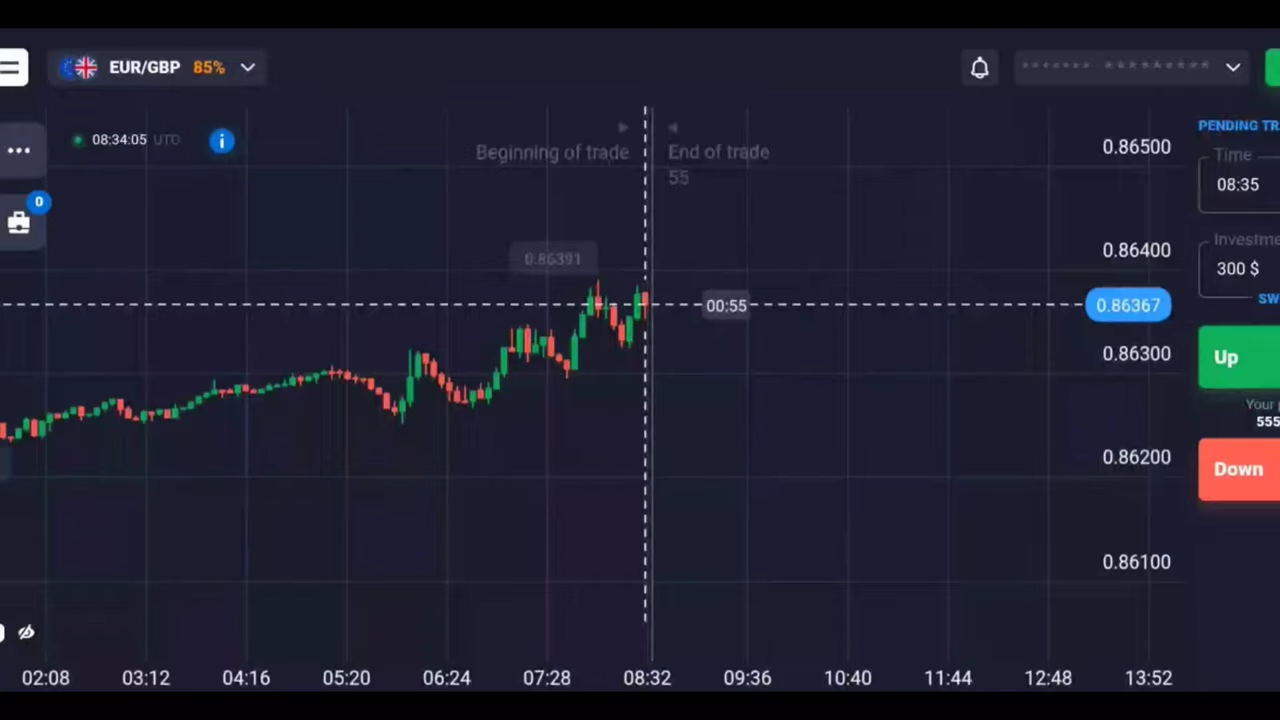 EUR/GBP 85%
08:34:05 UTC
Beginning of trade
End of trade
55
0.86391
00:55
0.86500
0.86400
0.86367
0.86300
0.86200
0.86100
0
02:08 03:12 04:16 05:20 06:24 07:28 08:32 09:36 10:40 11:44 12:48 13:52
PENDING TR
Time
08:35
Investme
300 $
SW
Up
Your
555
Down